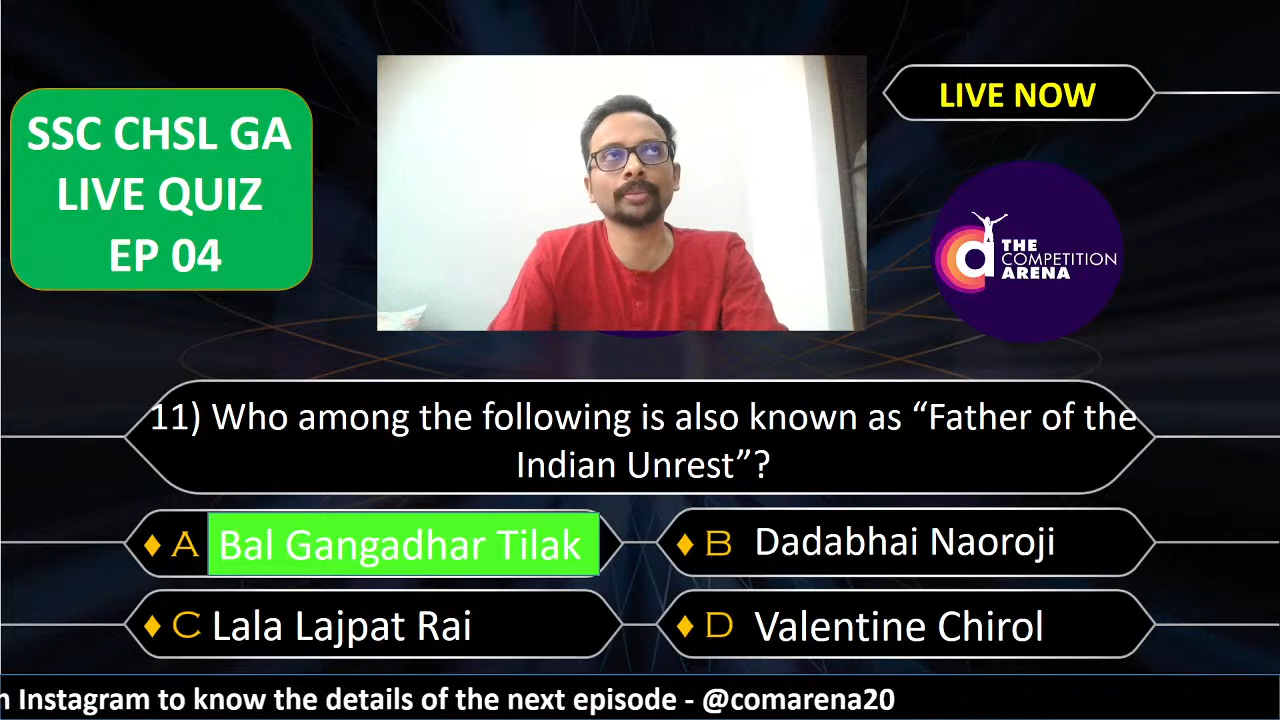 SSC CHSL GA
LIVE QUIZ
EP 04
LIVE NOW
d THE
COMPETITION
ARENA
11) Who among the following is also known as “Father of the
Indian Unrest”?
A Bal Gangadhar Tilak
B Dadabhai Naoroji
C Lala Lajpat Rai
D Valentine Chirol
Instagram to know the details of the next episode - @comarena20